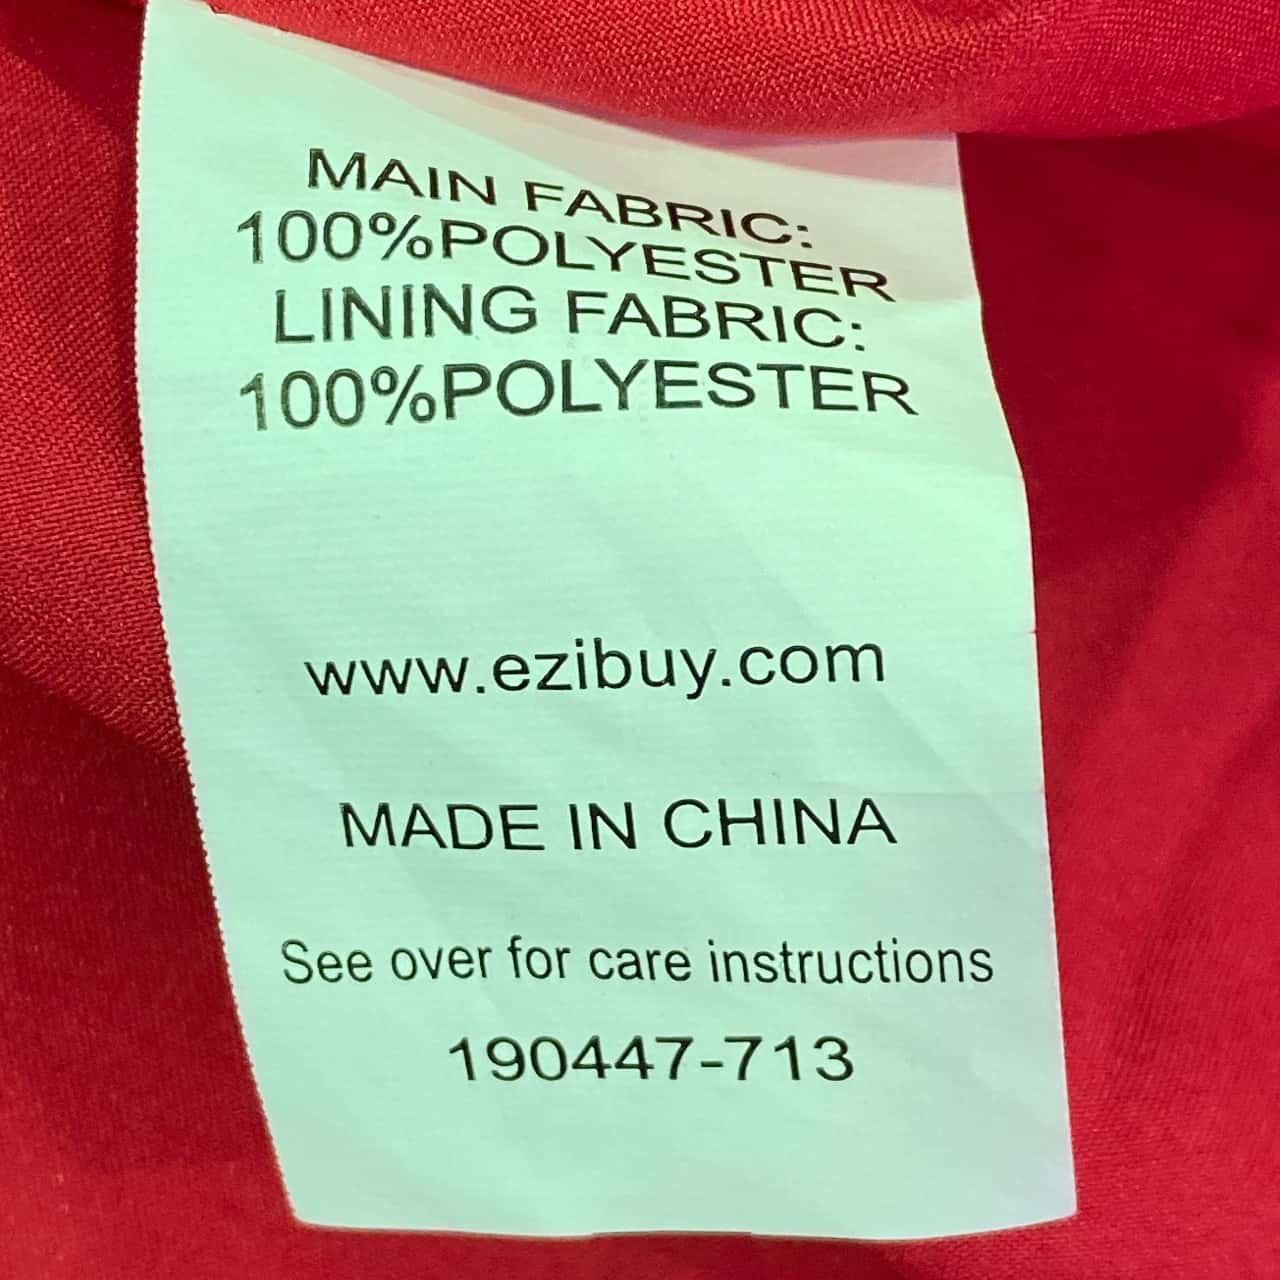 MAIN FABRIC:
100%POLYESTER
LINING FABRIC:
100%POLYESTER
www.ezibuy.com
MADE IN CHINA
See over for care instructions
190447-713